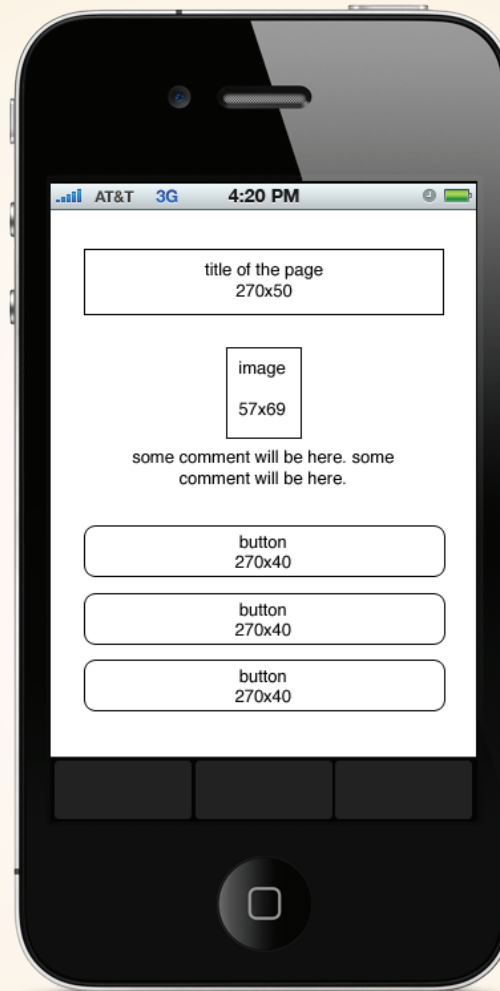 AT&T 3G 4:20 PM
title of the page
270x50
image
57x69
some comment will be here. some
comment will be here.
button
270x40
button
270x40
button
270x40